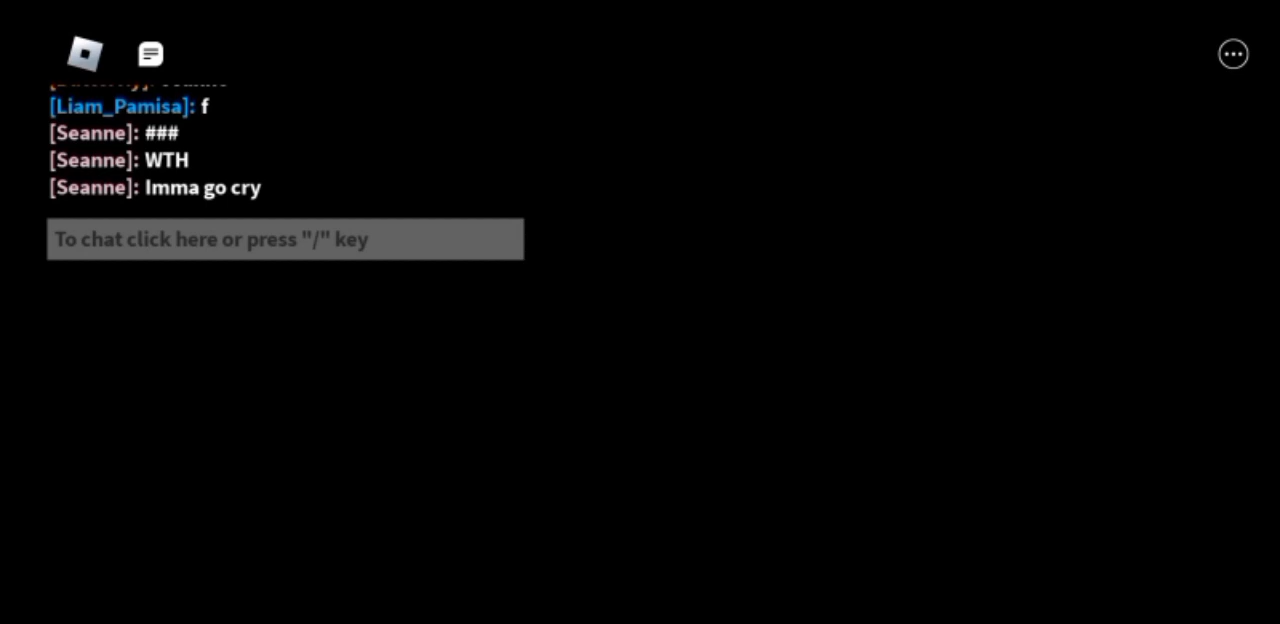 [Liam_Pamisa]: f
[Seanne]: ###
[Seanne]: WTH
[Seanne]: Imma go cry
To chat click here or press "/" key